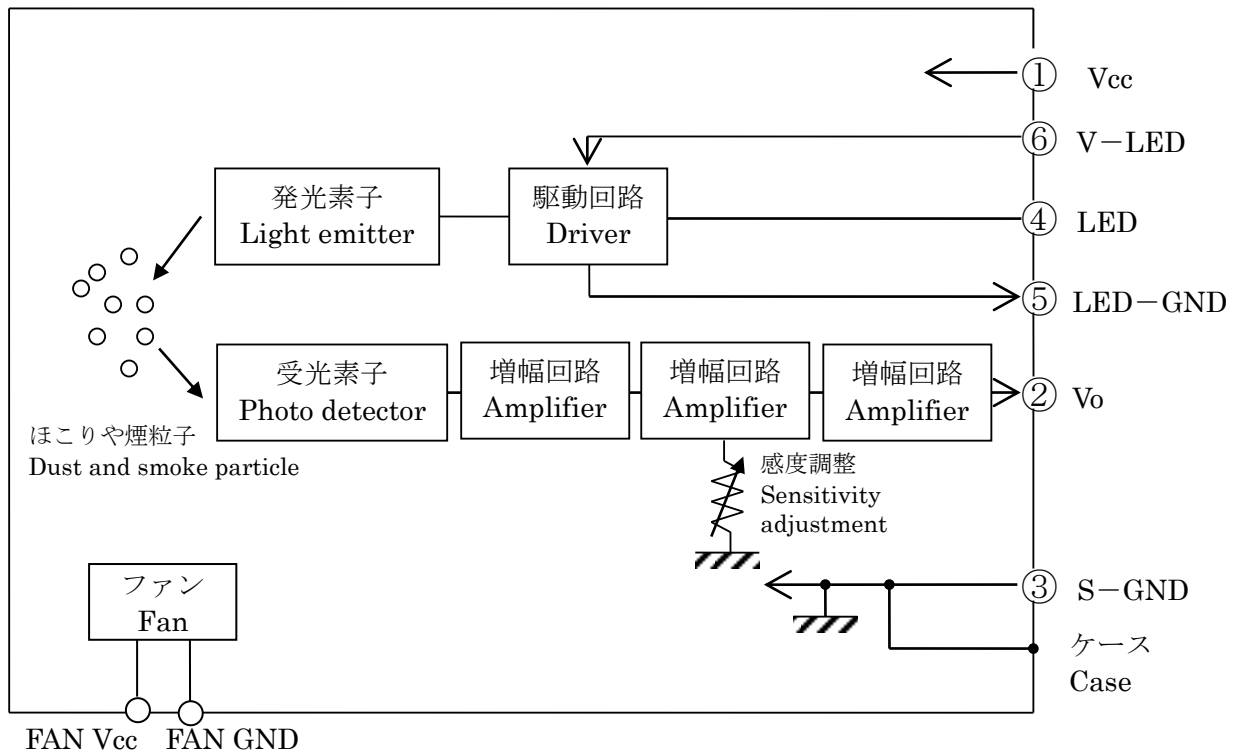 ① Vcc
⑥ V－LED
発光素子
Light emitter
駆動回路
Driver
④ LED
⑤ LED－GND
受光素子
Photo detector
増幅回路
Amplifier
増幅回路
Amplifier
増幅回路
Amplifier
② Vo
ほこりや煙粒子
Dust and smoke particle
感度調整
Sensitivity
adjustment
ファン
Fan
③ S－GND
ケース
Case
FAN Vcc
FAN GND